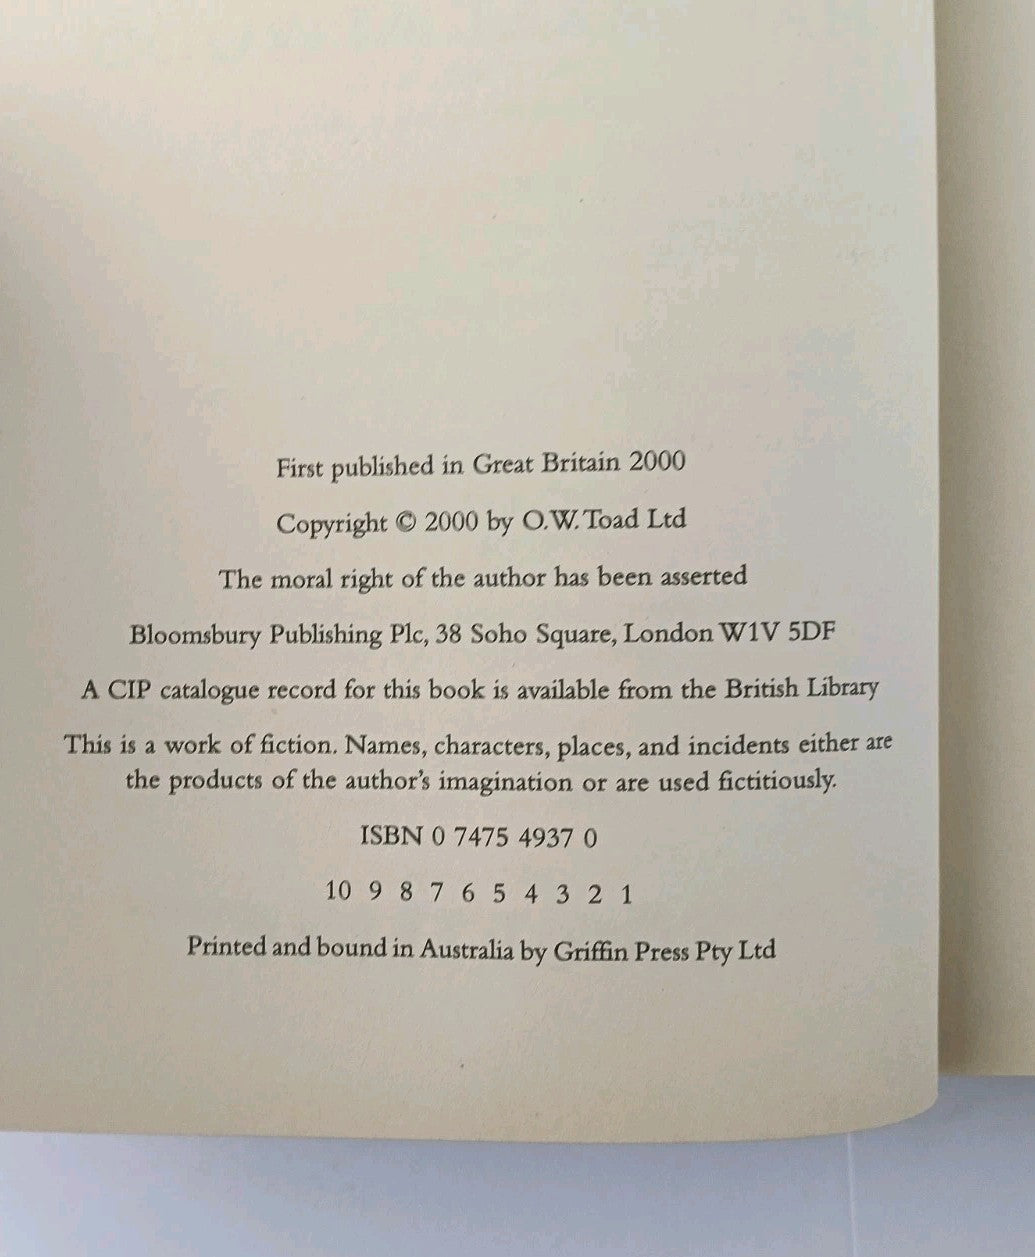 First published in Great Britain 2000
Copyright © 2000 by O.W. Toad Ltd
The moral right of the author has been asserted
Bloomsbury Publishing Plc, 38 Soho Square, London W1V 5DF
A CIP catalogue record for this book is available from the British Library
This is a work of fiction. Names, characters, places, and incidents either are
the products of the author's imagination or are used fictitiously.
ISBN 0 7475 4937 0
10 9 8 7 6 5 4 3 2 1
Printed and bound in Australia by Griffin Press Pty Ltd